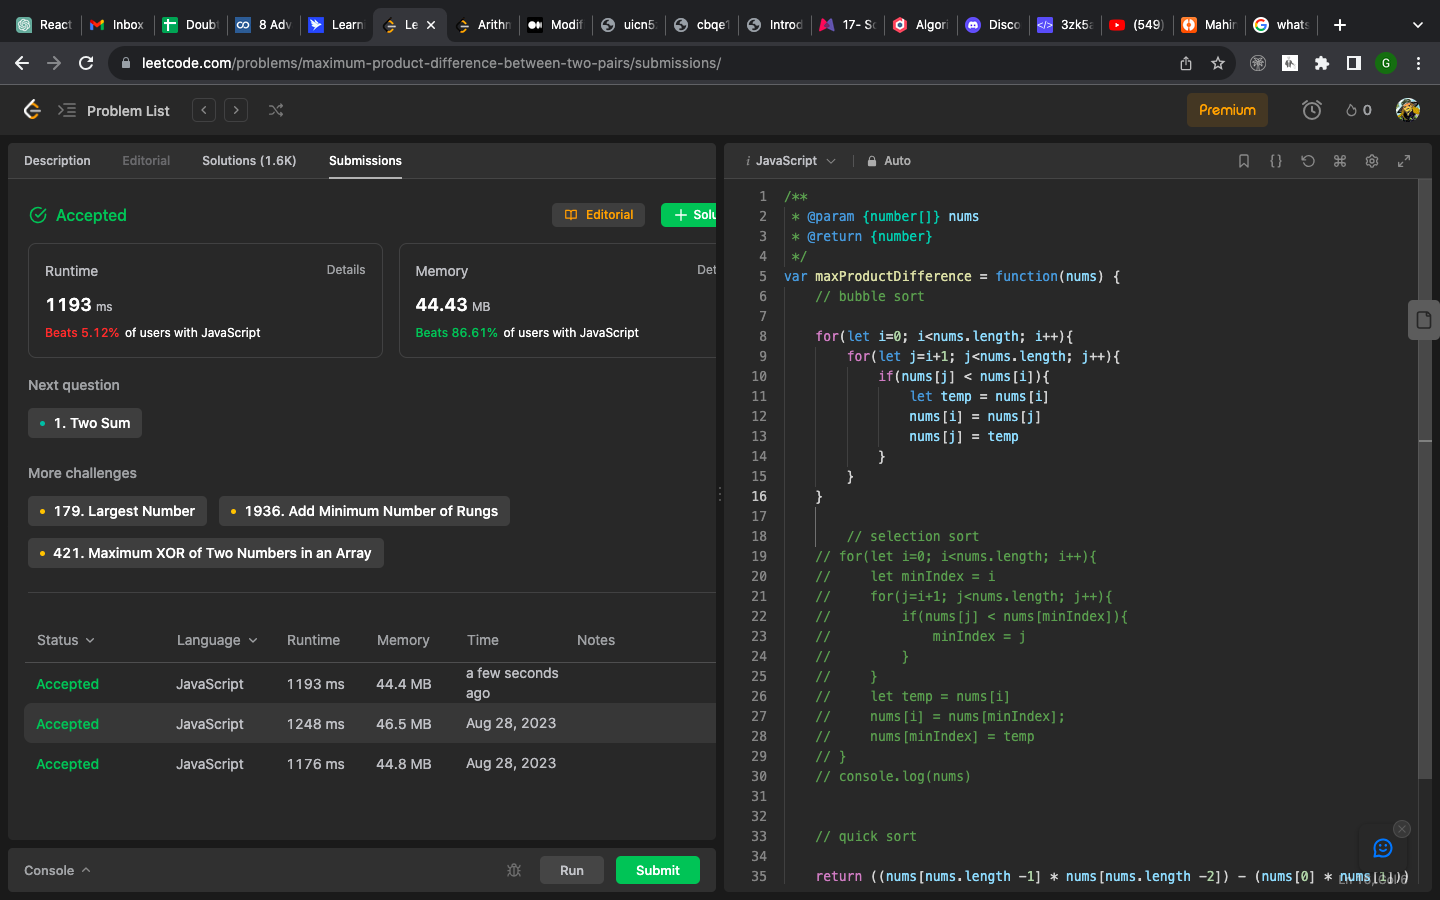 React
Inbox
Doubt
8 Adv
Learni
Le
Arithm
Modif
uicn5
cbqe1
Introd
17- So
Algori
Disco
3zk5a
(549)
Mahin
whats
leetcode.com/problems/maximum-product-difference-between-two-pairs/submissions/
G
Problem List
Premium
0
Description
Editorial
Solutions (1.6K)
Submissions
Accepted
Editorial
Solu
Runtime
Details
1193 ms
Beats 5.12% of users with JavaScript
Memory
Det
44.43 MB
Beats 86.61% of users with JavaScript
Next question
1. Two Sum
More challenges
179. Largest Number
1936. Add Minimum Number of Rungs
421. Maximum XOR of Two Numbers in an Array
Status Language Runtime Memory Time Notes
Accepted JavaScript 1193 ms 44.4 MB a few seconds ago
Accepted JavaScript 1248 ms 46.5 MB Aug 28, 2023
Accepted JavaScript 1176 ms 44.8 MB Aug 28, 2023
Console
Run
Submit
i JavaScript
Auto
1 /**
2 * @param {number[]} nums
3 * @return {number}
4 */
5 var maxProductDifference = function(nums) {
6 // bubble sort
7
8 for(let i=0; i<nums.length; i++){
9 for(let j=i+1; j<nums.length; j++){
10 if(nums[j] < nums[i]){
11 let temp = nums[i]
12 nums[i] = nums[j]
13 nums[j] = temp
14 }
15 }
16 }
17
18 // selection sort
19 // for(let i=0; i<nums.length; i++){
20 // let minIndex = i
21 // for(j=i+1; j<nums.length; j++){
22 // if(nums[j] < nums[minIndex]){
23 // minIndex = j
24 // }
25 // }
26 // let temp = nums[i]
27 // nums[i] = nums[minIndex];
28 // nums[minIndex] = temp
29 // }
30 // console.log(nums)
31
32
33 // quick sort
34
35 return ((nums[nums.length -1] * nums[nums.length -2]) - (nums[0] * nums[1]))